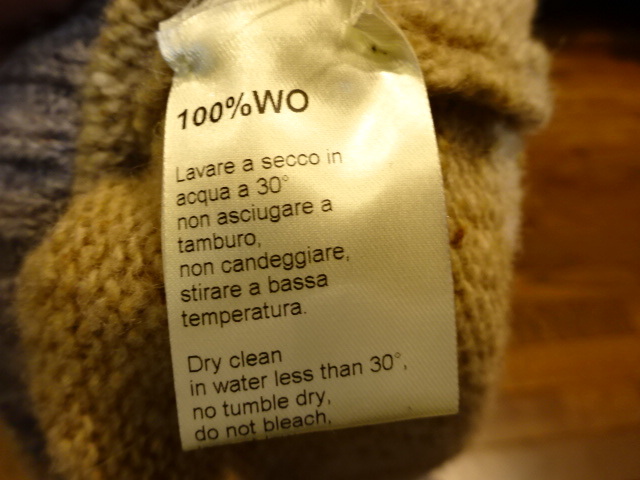 100%WO
Lavare a secco in
acqua a 30°
non asciugare a
tamburo,
non candeggiare,
stirare a bassa
temperatura.
Dry clean
in water less than 30°,
no tumble dry,
do not bleach,